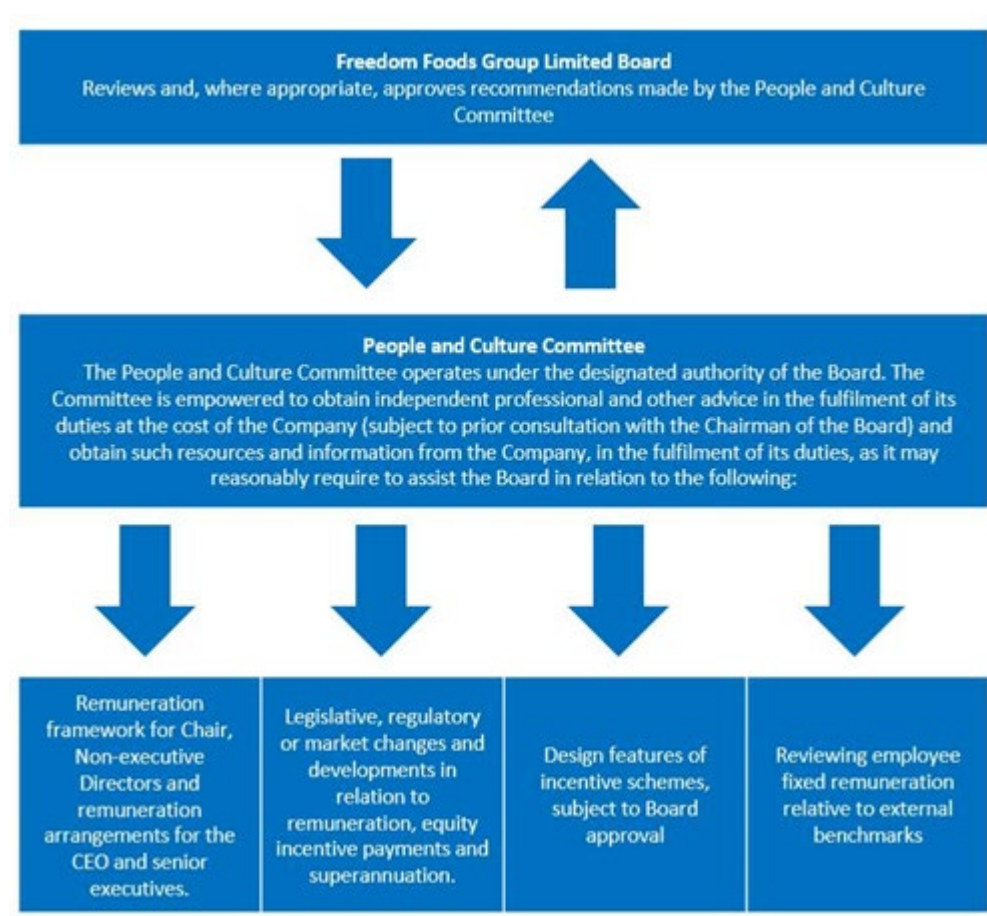 Freedom Foods Group Limited Board
Reviews and, where appropriate, approves recommendations made by the People and Culture
Committee
People and Culture Committee
The People and Culture Committee operates under the designated authority of the Board. The
Committee is empowered to obtain independent professional and other advice in the fulfilment of its
duties at the cost of the Company (subject to prior consultation with the Chairman of the Board) and
obtain such resources and information from the Company, in the fulfilment of its duties, as it may
reasonably require to assist the Board in relation to the following:
Remuneration
framework for Chair,
Non-executive
Directors and
remuneration
arrangements for the
CEO and senior
executives.
Legislative, regulatory
or market changes and
developments in
relation to
remuneration, equity
incentive payments and
superannuation.
Design features of
incentive schemes,
subject to Board
approval
Reviewing employee
fixed remuneration
relative to external
benchmarks